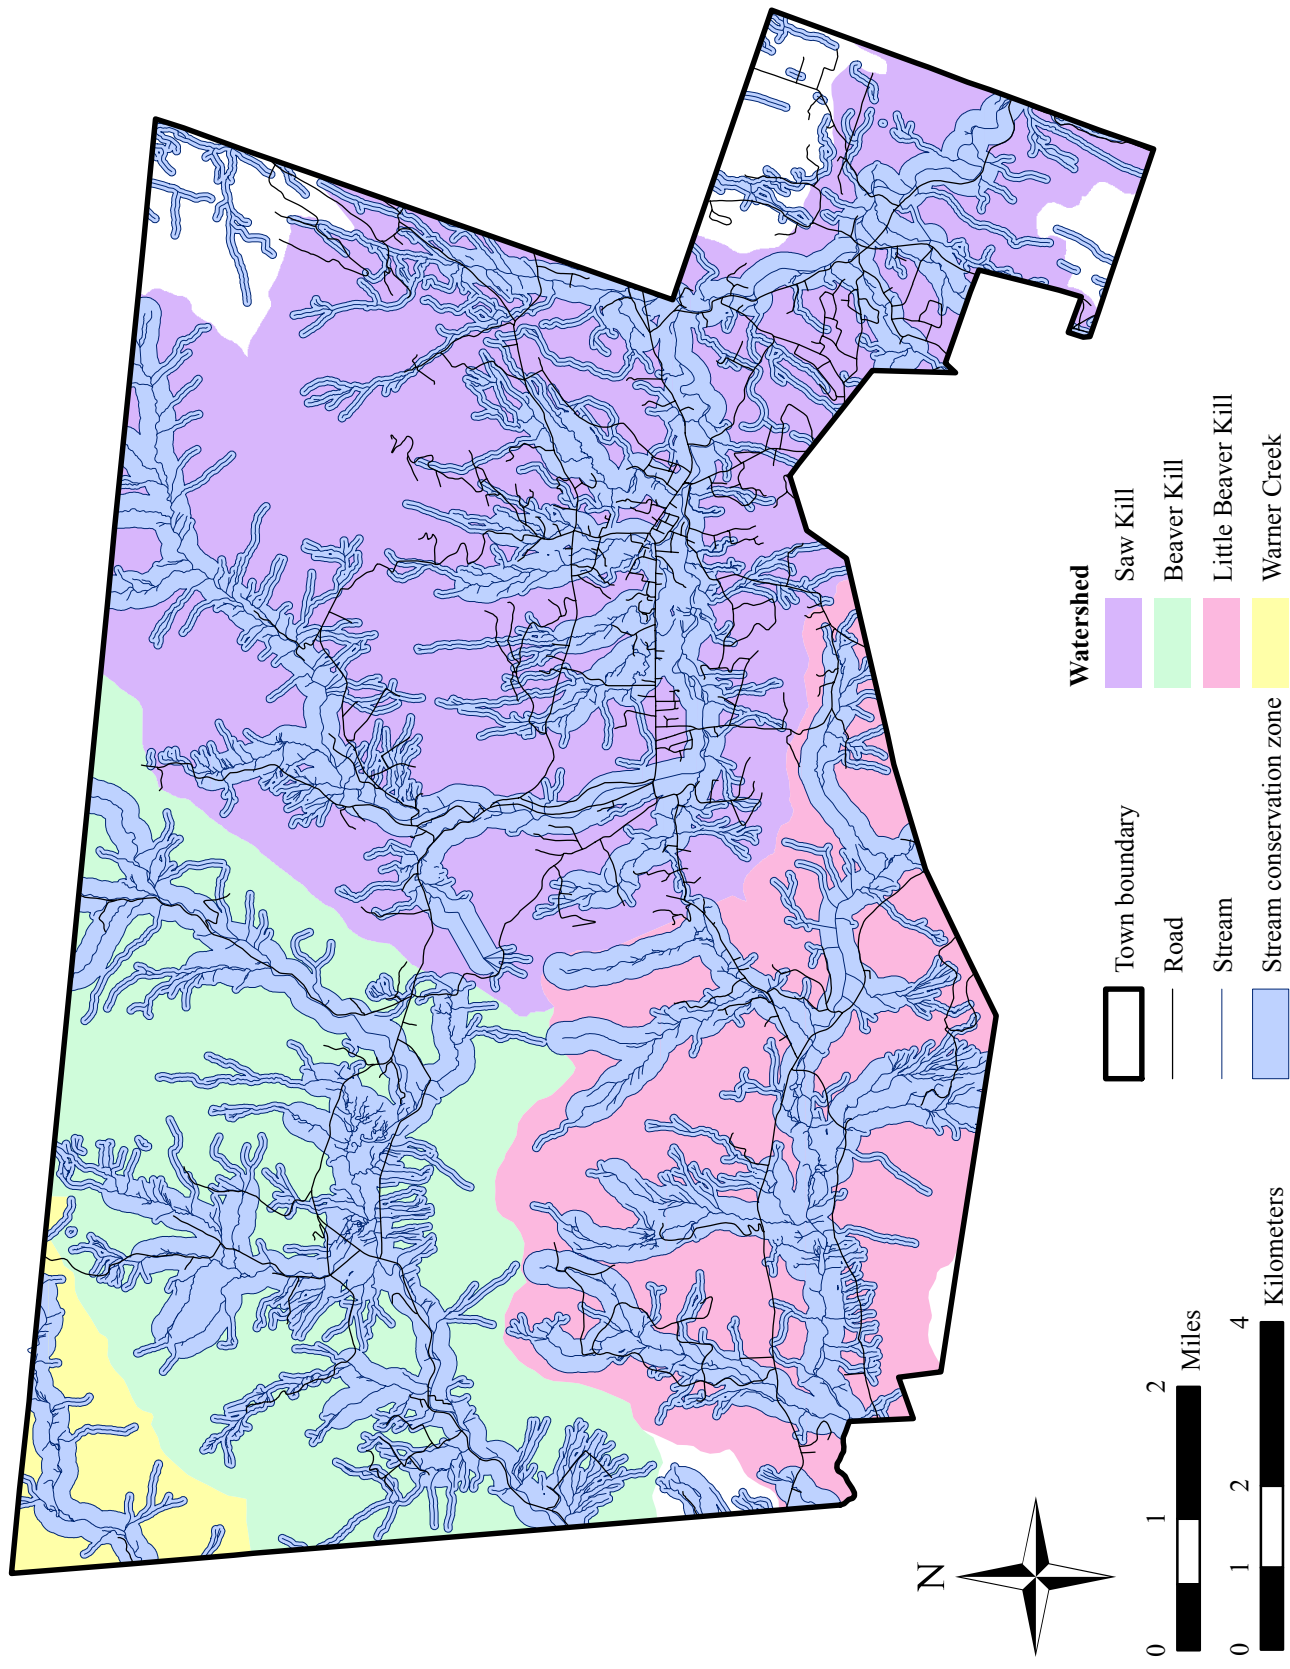 Town boundary
Road
Stream
Stream conservation zone
Watershed
Saw Kill
Beaver Kill
Little Beaver Kill
Warner Creek
N
0 1 2
Miles
0 1 2 4
Kilometers